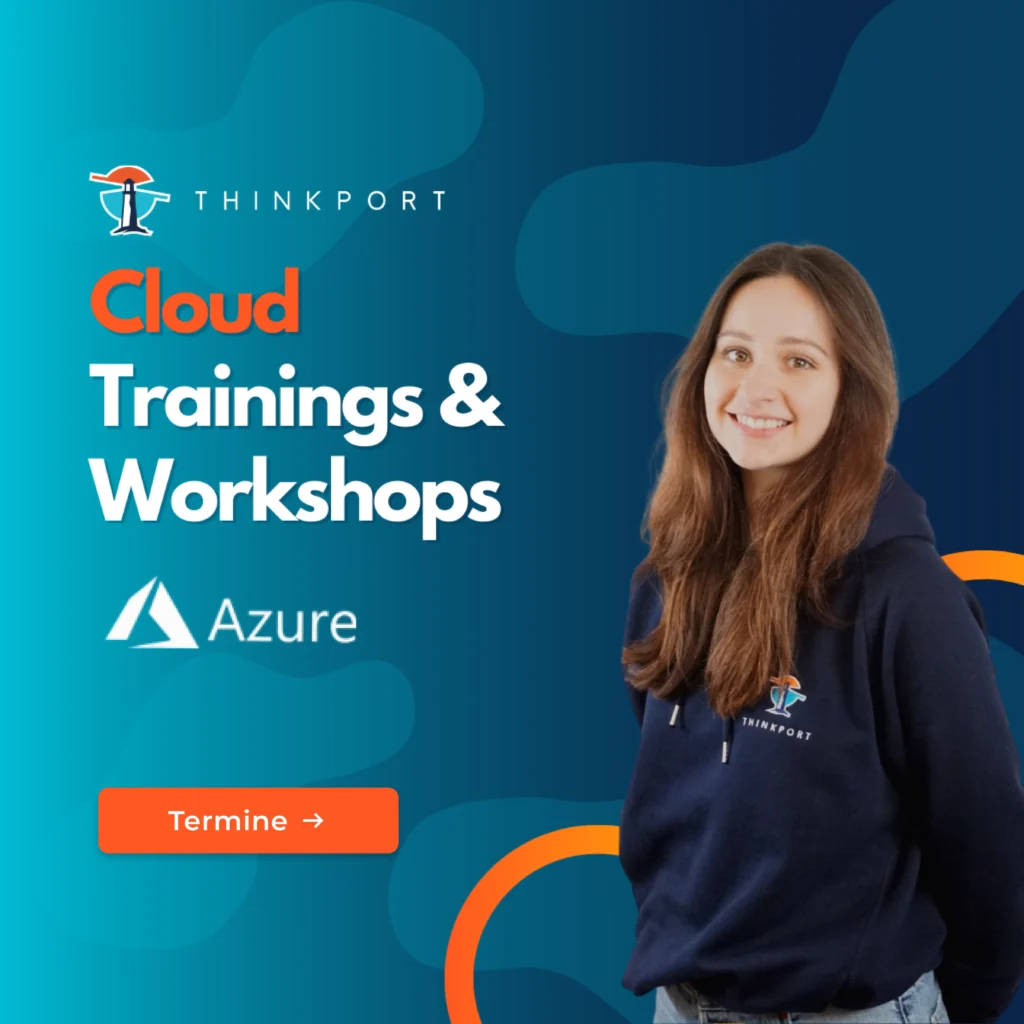 THINKPORT
Cloud
Trainings &
Workshops
Azure
THINKPORT
Termine →